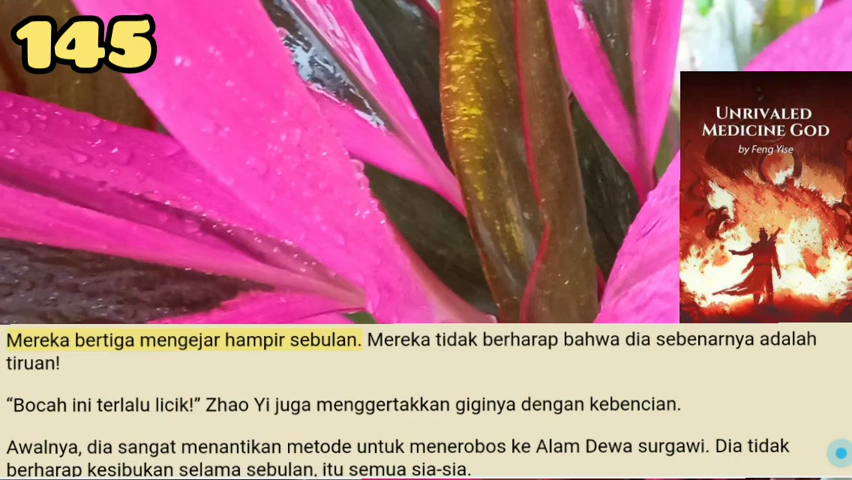 145
UNRIVALED
MEDICINE GOD
by Feng Yise
Mereka bertiga mengejar hampir sebulan. Mereka tidak berharap bahwa dia sebenarnya adalah
tiruan!
“Bocah ini terlalu licik!” Zhao Yi juga menggertakkan giginya dengan kebencian.
Awalnya, dia sangat menantikan metode untuk menerobos ke Alam Dewa surgawi. Dia tidak
berharap kesibukan selama sebulan, itu semua sia-sia.